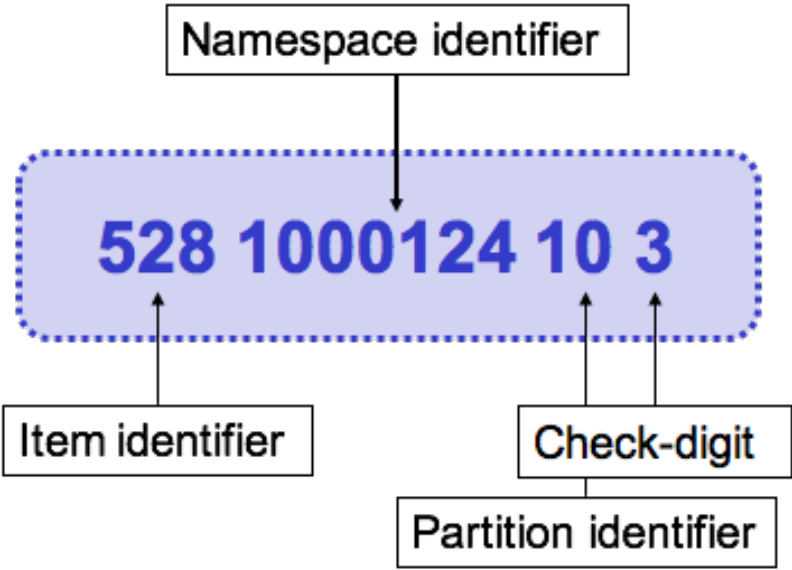 Namespace identifier
528 1000124 10 3
Item identifier
Check-digit
Partition identifier